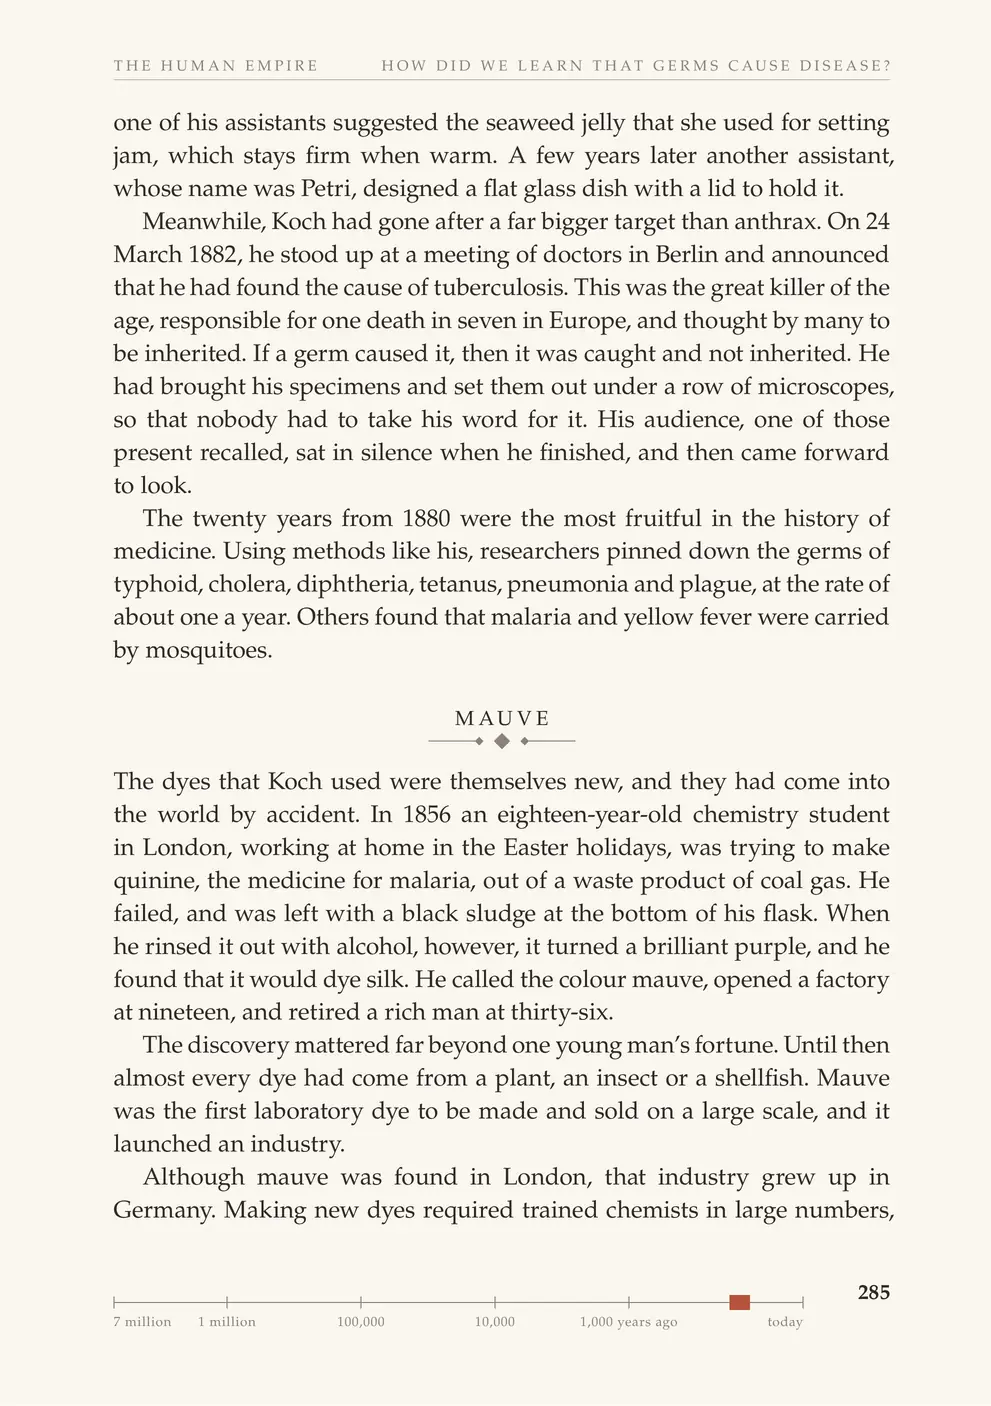 THE HUMAN EMPIRE HOW DID WE LEARN THAT GERMS CAUSE DISEASE?
one of his assistants suggested the seaweed jelly that she used for setting
jam, which stays firm when warm. A few years later another assistant,
whose name was Petri, designed a flat glass dish with a lid to hold it.
Meanwhile, Koch had gone after a far bigger target than anthrax. On 24
March 1882, he stood up at a meeting of doctors in Berlin and announced
that he had found the cause of tuberculosis. This was the great killer of the
age, responsible for one death in seven in Europe, and thought by many to
be inherited. If a germ caused it, then it was caught and not inherited. He
had brought his specimens and set them out under a row of microscopes,
so that nobody had to take his word for it. His audience, one of those
present recalled, sat in silence when he finished, and then came forward
to look.
The twenty years from 1880 were the most fruitful in the history of
medicine. Using methods like his, researchers pinned down the germs of
typhoid, cholera, diphtheria, tetanus, pneumonia and plague, at the rate of
about one a year. Others found that malaria and yellow fever were carried
by mosquitoes.
MAUVE
The dyes that Koch used were themselves new, and they had come into
the world by accident. In 1856 an eighteen-year-old chemistry student
in London, working at home in the Easter holidays, was trying to make
quinine, the medicine for malaria, out of a waste product of coal gas. He
failed, and was left with a black sludge at the bottom of his flask. When
he rinsed it out with alcohol, however, it turned a brilliant purple, and he
found that it would dye silk. He called the colour mauve, opened a factory
at nineteen, and retired a rich man at thirty-six.
The discovery mattered far beyond one young man’s fortune. Until then
almost every dye had come from a plant, an insect or a shellfish. Mauve
was the first laboratory dye to be made and sold on a large scale, and it
launched an industry.
Although mauve was found in London, that industry grew up in
Germany. Making new dyes required trained chemists in large numbers,
285
7 million 1 million 100,000 10,000 1,000 years ago today